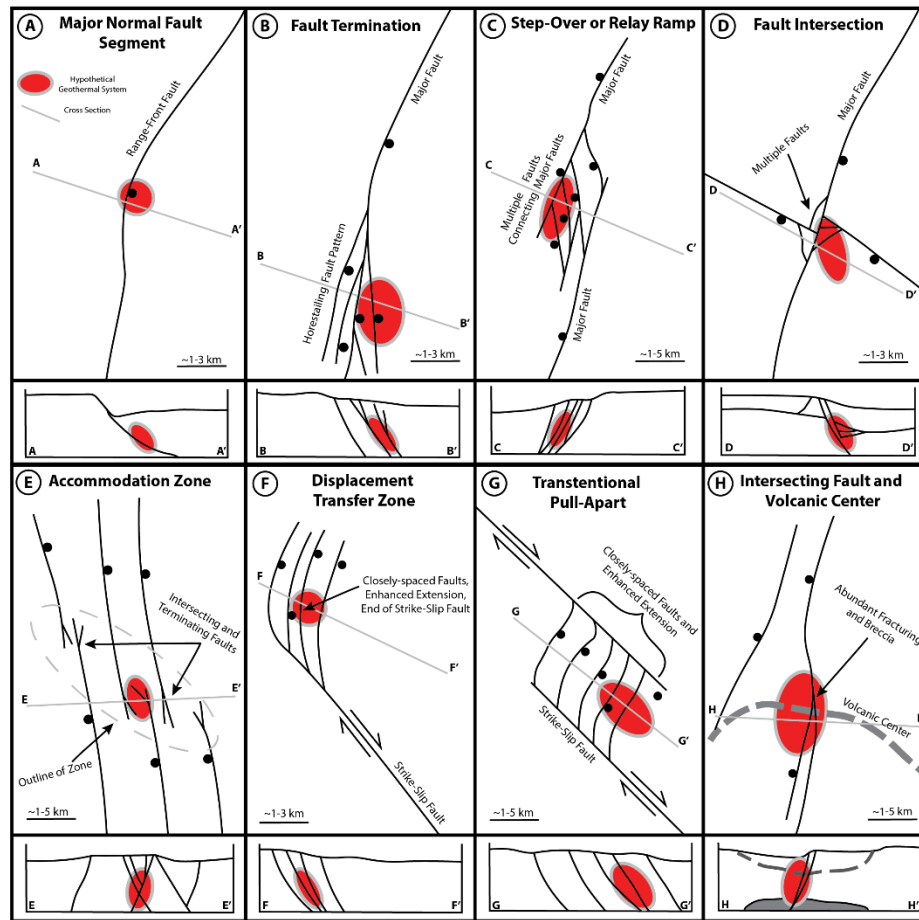 A Major Normal Fault
Segment
Hypothetical
Geothermal System
Cross Section
Range-Front Fault
A
A'
~1-3 km
A
A'
B Fault Termination
Major Fault
B
Horestailing Fault Pattern
B'
~1-3 km
B
B'
C Step-Over or Relay Ramp
Major Fault
C
Multiple Faults
Connecting Major Faults
C'
Major Fault
~1-5 km
C
C'
D Fault Intersection
Major Fault
Multiple Faults
D
D'
~1-3 km
D
D'
E Accommodation Zone
Intersecting and
Terminating
Faults
E
E'
Outline of Zone
~1-5 km
E
E'
F Displacement
Transfer Zone
F
Closely-spaced Faults,
Enhanced Extension,
End of Strike-Slip Fault
F'
Strike-Slip Fault
~1-3 km
F
F'
G Transtentional
Pull-Apart
Closely-spaced Faults and
Enhanced Extension
G
G'
Strike-Slip Fault
~1-5 km
G
G'
H Intersecting Fault and
Volcanic Center
Abundant Fracturing
and Breccia
H
Volcanic Center
~1-5 km
H
H'